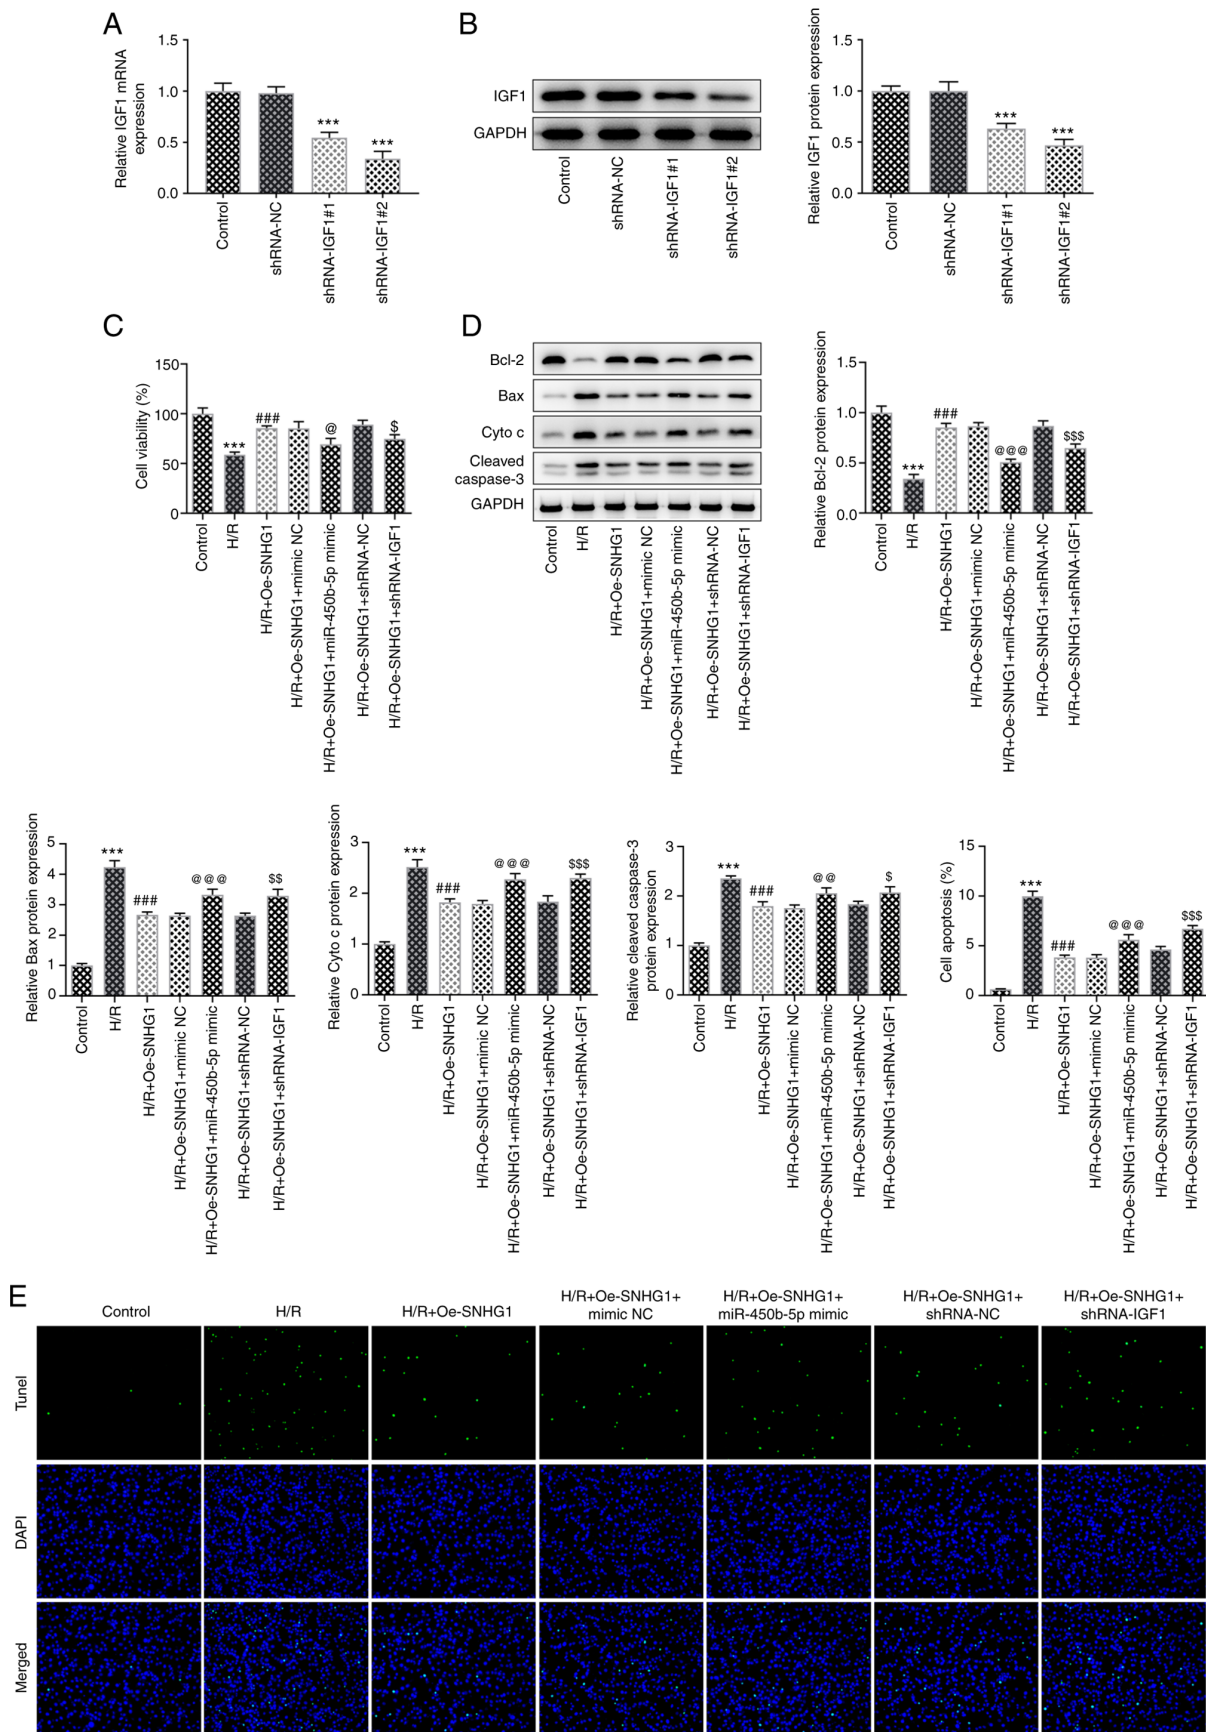 A
Relative IGF1 mRNA
expression
1.5
1.0
0.5
0.0
***
***
Control
shRNA-NC
shRNA-IGF1#1
shRNA-IGF1#2
B
IGF1
GAPDH
Control
shRNA-NC
shRNA-IGF1#1
shRNA-IGF1#2
Relative IGF1 protein expression
1.5
1.0
0.5
0.0
***
***
Control
shRNA-NC
shRNA-IGF1#1
shRNA-IGF1#2
C
Cell viability (%)
150
100
50
0
***
###
@
$
Control
H/R
H/R+Oe-SNHG1
H/R+Oe-SNHG1+mimic NC
H/R+Oe-SNHG1+miR-450b-5p mimic
H/R+Oe-SNHG1+shRNA-NC
H/R+Oe-SNHG1+shRNA-IGF1
D
Bcl-2
Bax
Cyto c
Cleaved
caspase-3
GAPDH
Control
H/R
H/R+Oe-SNHG1
H/R+Oe-SNHG1+mimic NC
H/R+Oe-SNHG1+miR-450b-5p mimic
H/R+Oe-SNHG1+shRNA-NC
H/R+Oe-SNHG1+shRNA-IGF1
Relative Bcl-2 protein expression
1.5
1.0
0.5
0.0
***
###
@@@
$$$
Control
H/R
H/R+Oe-SNHG1
H/R+Oe-SNHG1+mimic NC
H/R+Oe-SNHG1+miR-450b-5p mimic
H/R+Oe-SNHG1+shRNA-NC
H/R+Oe-SNHG1+shRNA-IGF1
Relative Bax protein expression
5
4
3
2
1
0
***
###
@@@
$$
Control
H/R
H/R+Oe-SNHG1
H/R+Oe-SNHG1+mimic NC
H/R+Oe-SNHG1+miR-450b-5p mimic
H/R+Oe-SNHG1+shRNA-NC
H/R+Oe-SNHG1+shRNA-IGF1
Relative Cyto c protein expression
3
2
1
0
***
###
@@@
$$$
Control
H/R
H/R+Oe-SNHG1
H/R+Oe-SNHG1+mimic NC
H/R+Oe-SNHG1+miR-450b-5p mimic
H/R+Oe-SNHG1+shRNA-NC
H/R+Oe-SNHG1+shRNA-IGF1
Relative cleaved caspase-3
protein expression
3
2
1
0
***
###
@@
$
Control
H/R
H/R+Oe-SNHG1
H/R+Oe-SNHG1+mimic NC
H/R+Oe-SNHG1+miR-450b-5p mimic
H/R+Oe-SNHG1+shRNA-NC
H/R+Oe-SNHG1+shRNA-IGF1
Cell apoptosis (%)
15
10
5
0
***
###
@@@
$$$
Control
H/R
H/R+Oe-SNHG1
H/R+Oe-SNHG1+mimic NC
H/R+Oe-SNHG1+miR-450b-5p mimic
H/R+Oe-SNHG1+shRNA-NC
H/R+Oe-SNHG1+shRNA-IGF1
E
Control
H/R
H/R+Oe-SNHG1
H/R+Oe-SNHG1+
mimic NC
H/R+Oe-SNHG1+
miR-450b-5p mimic
H/R+Oe-SNHG1+
shRNA-NC
H/R+Oe-SNHG1+
shRNA-IGF1
Tunel
DAPI
Merged